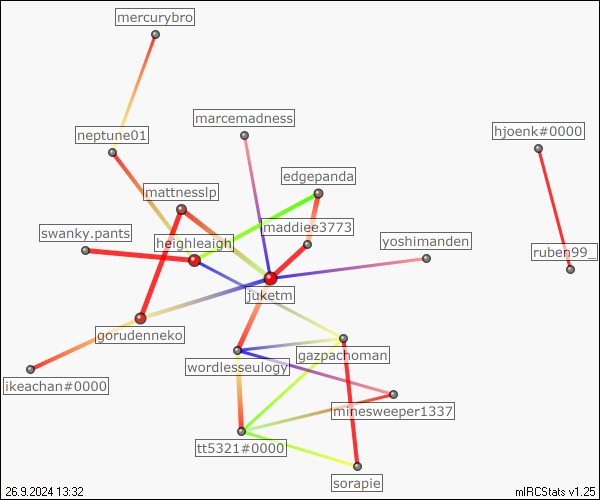 mercurybro
marcemadness
neptune01
hjoenk#0000
edgepanda
mattnesslp
maddiee3773
swanky.pants
heighleaigh
yoshimanden
ruben99_
juketm
gorudenneko
gazpachoman
wordlesseulogy
ikeachan#0000
minesweeper1337
tt5321#0000
sorapie
26.9.2024 13:32
mIRCStats v1.25